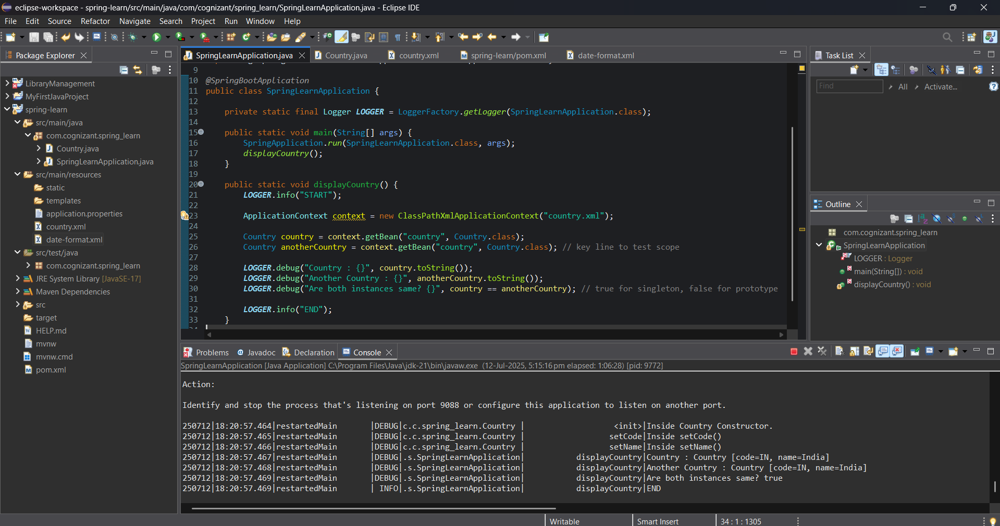 eclipse-workspace - spring-learn/src/main/java/com/cognizant/spring_learn/SpringLearnApplication.java - Eclipse IDE
File Edit Source Refactor Navigate Search Project Run Window Help
Package Explorer
LibraryManagement
MyFirstJavaProject
spring-learn
src/main/java
com.cognizant.spring_learn
Country.java
SpringLearnApplication.java
src/main/resources
static
templates
application.properties
country.xml
date-format.xml
src/test/java
com.cognizant.spring_learn
JRE System Library [JavaSE-17]
Maven Dependencies
src
target
HELP.md
mvnw
mvnw.cmd
pom.xml
SpringLearnApplication.java Country.java country.xml spring-learn/pom.xml date-format.xml
9
10 @SpringBootApplication
11 public class SpringLearnApplication {
12
13 private static final Logger LOGGER = LoggerFactory.getLogger(SpringLearnApplication.class);
14
15 public static void main(String[] args) {
16 SpringApplication.run(SpringLearnApplication.class, args);
17 displayCountry();
18 }
19
20 public static void displayCountry() {
21 LOGGER.info("START");
22
23 ApplicationContext context = new ClassPathXmlApplicationContext("country.xml");
24
25 Country country = context.getBean("country", Country.class);
26 Country anotherCountry = context.getBean("country", Country.class); // key line to test scope
27
28 LOGGER.debug("Country : {}", country.toString());
29 LOGGER.debug("Another Country : {}", anotherCountry.toString());
30 LOGGER.debug("Are both instances same? {}", country == anotherCountry); // true for singleton, false for prototype
31
32 LOGGER.info("END");
33 }
Task List
Find All Activate...
Outline
com.cognizant.spring_learn
SpringLearnApplication
LOGGER : Logger
main(String[]) : void
displayCountry() : void
Problems Javadoc Declaration Console
SpringLearnApplication [Java Application] C:\Program Files\Java\jdk-21\bin\javaw.exe (12-Jul-2025, 5:15:16 pm elapsed: 1:06:28) [pid: 9772]
Action:
Identify and stop the process that's listening on port 9088 or configure this application to listen on another port.
250712|18:20:57.464|restartedMain |DEBUG|c.c.spring_learn.Country | <init>|Inside Country Constructor.
250712|18:20:57.465|restartedMain |DEBUG|c.c.spring_learn.Country | setCode|Inside setCode()
250712|18:20:57.466|restartedMain |DEBUG|c.c.spring_learn.Country | setName|Inside setName()
250712|18:20:57.467|restartedMain |DEBUG|.s.SpringLearnApplication| displayCountry|Country : Country [code=IN, name=India]
250712|18:20:57.468|restartedMain |DEBUG|.s.SpringLearnApplication| displayCountry|Another Country : Country [code=IN, name=India]
250712|18:20:57.469|restartedMain |DEBUG|.s.SpringLearnApplication| displayCountry|Are both instances same? true
250712|18:20:57.469|restartedMain | INFO|.s.SpringLearnApplication| displayCountry|END
Writable Smart Insert 34 : 1 : 1305